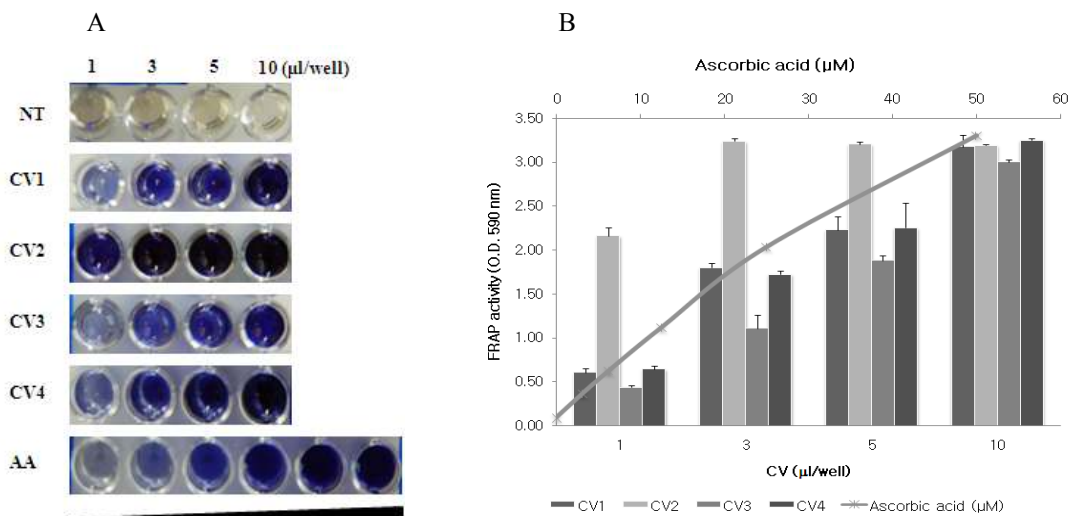 A
1 3 5 10 (µl/well)
NT
CV1
CV2
CV3
CV4
AA
B
Ascorbic acid (µM)
0 10 20 30 40 50 60
3.50
3.00
2.50
2.00
1.50
1.00
0.50
0.00
FRAP activity (O.D. 590 nm)
1 3 5 10
CV (µl/well)
CV1 CV2 CV3 CV4 Ascorbic acid (µM)